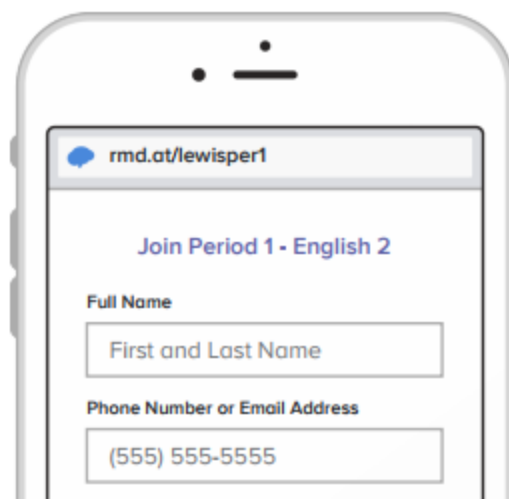 rmd.at/lewisper1
Join Period 1 - English 2
Full Name
First and Last Name
Phone Number or Email Address
(555) 555-5555